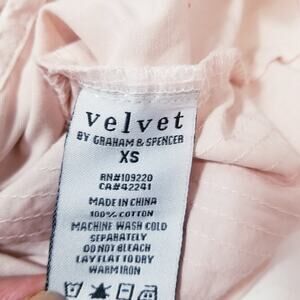 velvet
BY GRAHAM & SPENCER
XS
RN#109220
CA#42241
MADE IN CHINA
100% COTTON
MACHINE WASH COLD
SEPARATELY
DO NOT BLEACH
LAY FLAT TO DRY
WARM IRON